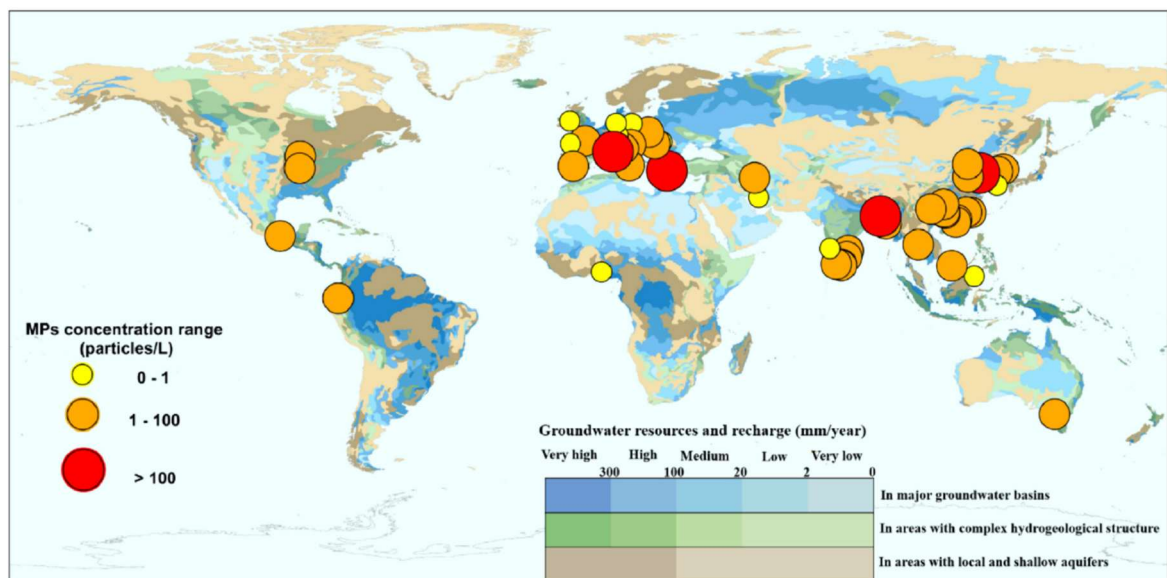 MPs concentration range
(particles/L)
0 - 1
1 - 100
> 100
Groundwater resources and recharge (mm/year)
Very high High Medium Low Very low
300 100 20 2 0
In major groundwater basins
In areas with complex hydrogeological structure
In areas with local and shallow aquifers